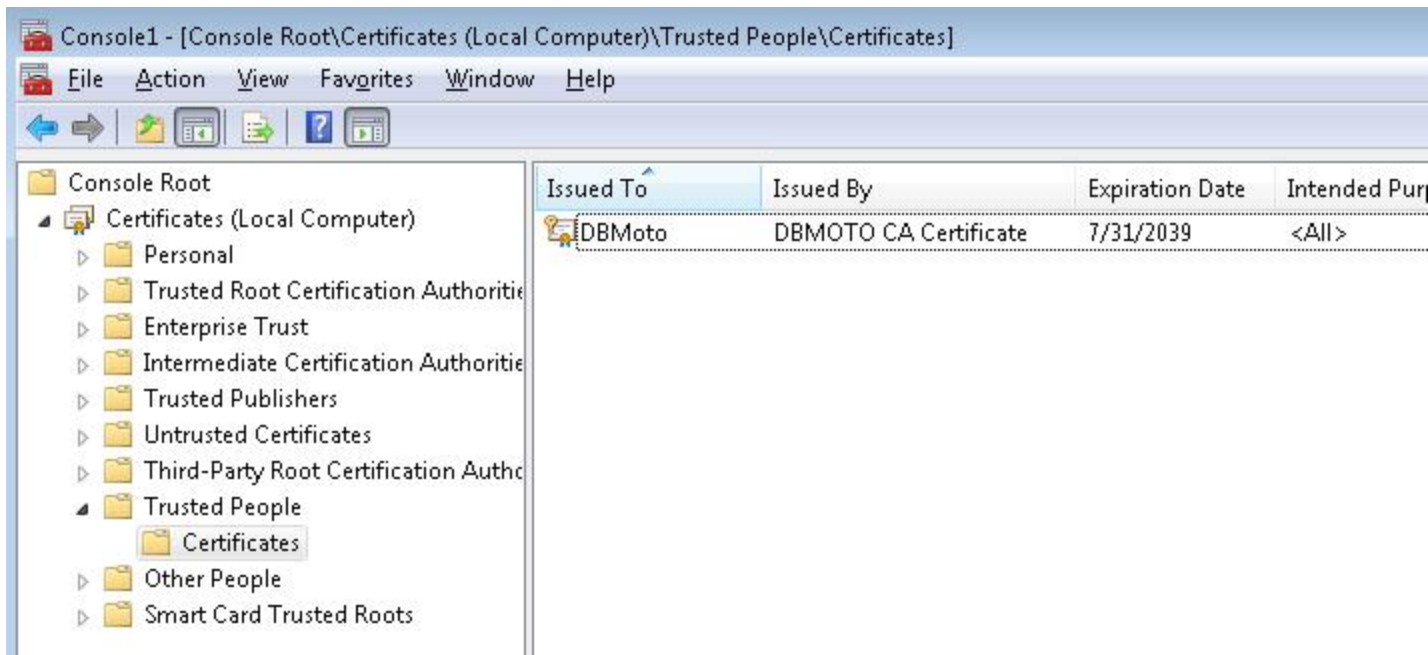 Console1 - [Console Root\Certificates (Local Computer)\Trusted People\Certificates]
File Action View Favorites Window Help
Console Root
Certificates (Local Computer)
Personal
Trusted Root Certification Authoritie
Enterprise Trust
Intermediate Certification Authoritie
Trusted Publishers
Untrusted Certificates
Third-Party Root Certification Autho
Trusted People
Certificates
Other People
Smart Card Trusted Roots
Issued To Issued By Expiration Date Intended Purp
DBMoto DBMOTO CA Certificate 7/31/2039 <All>